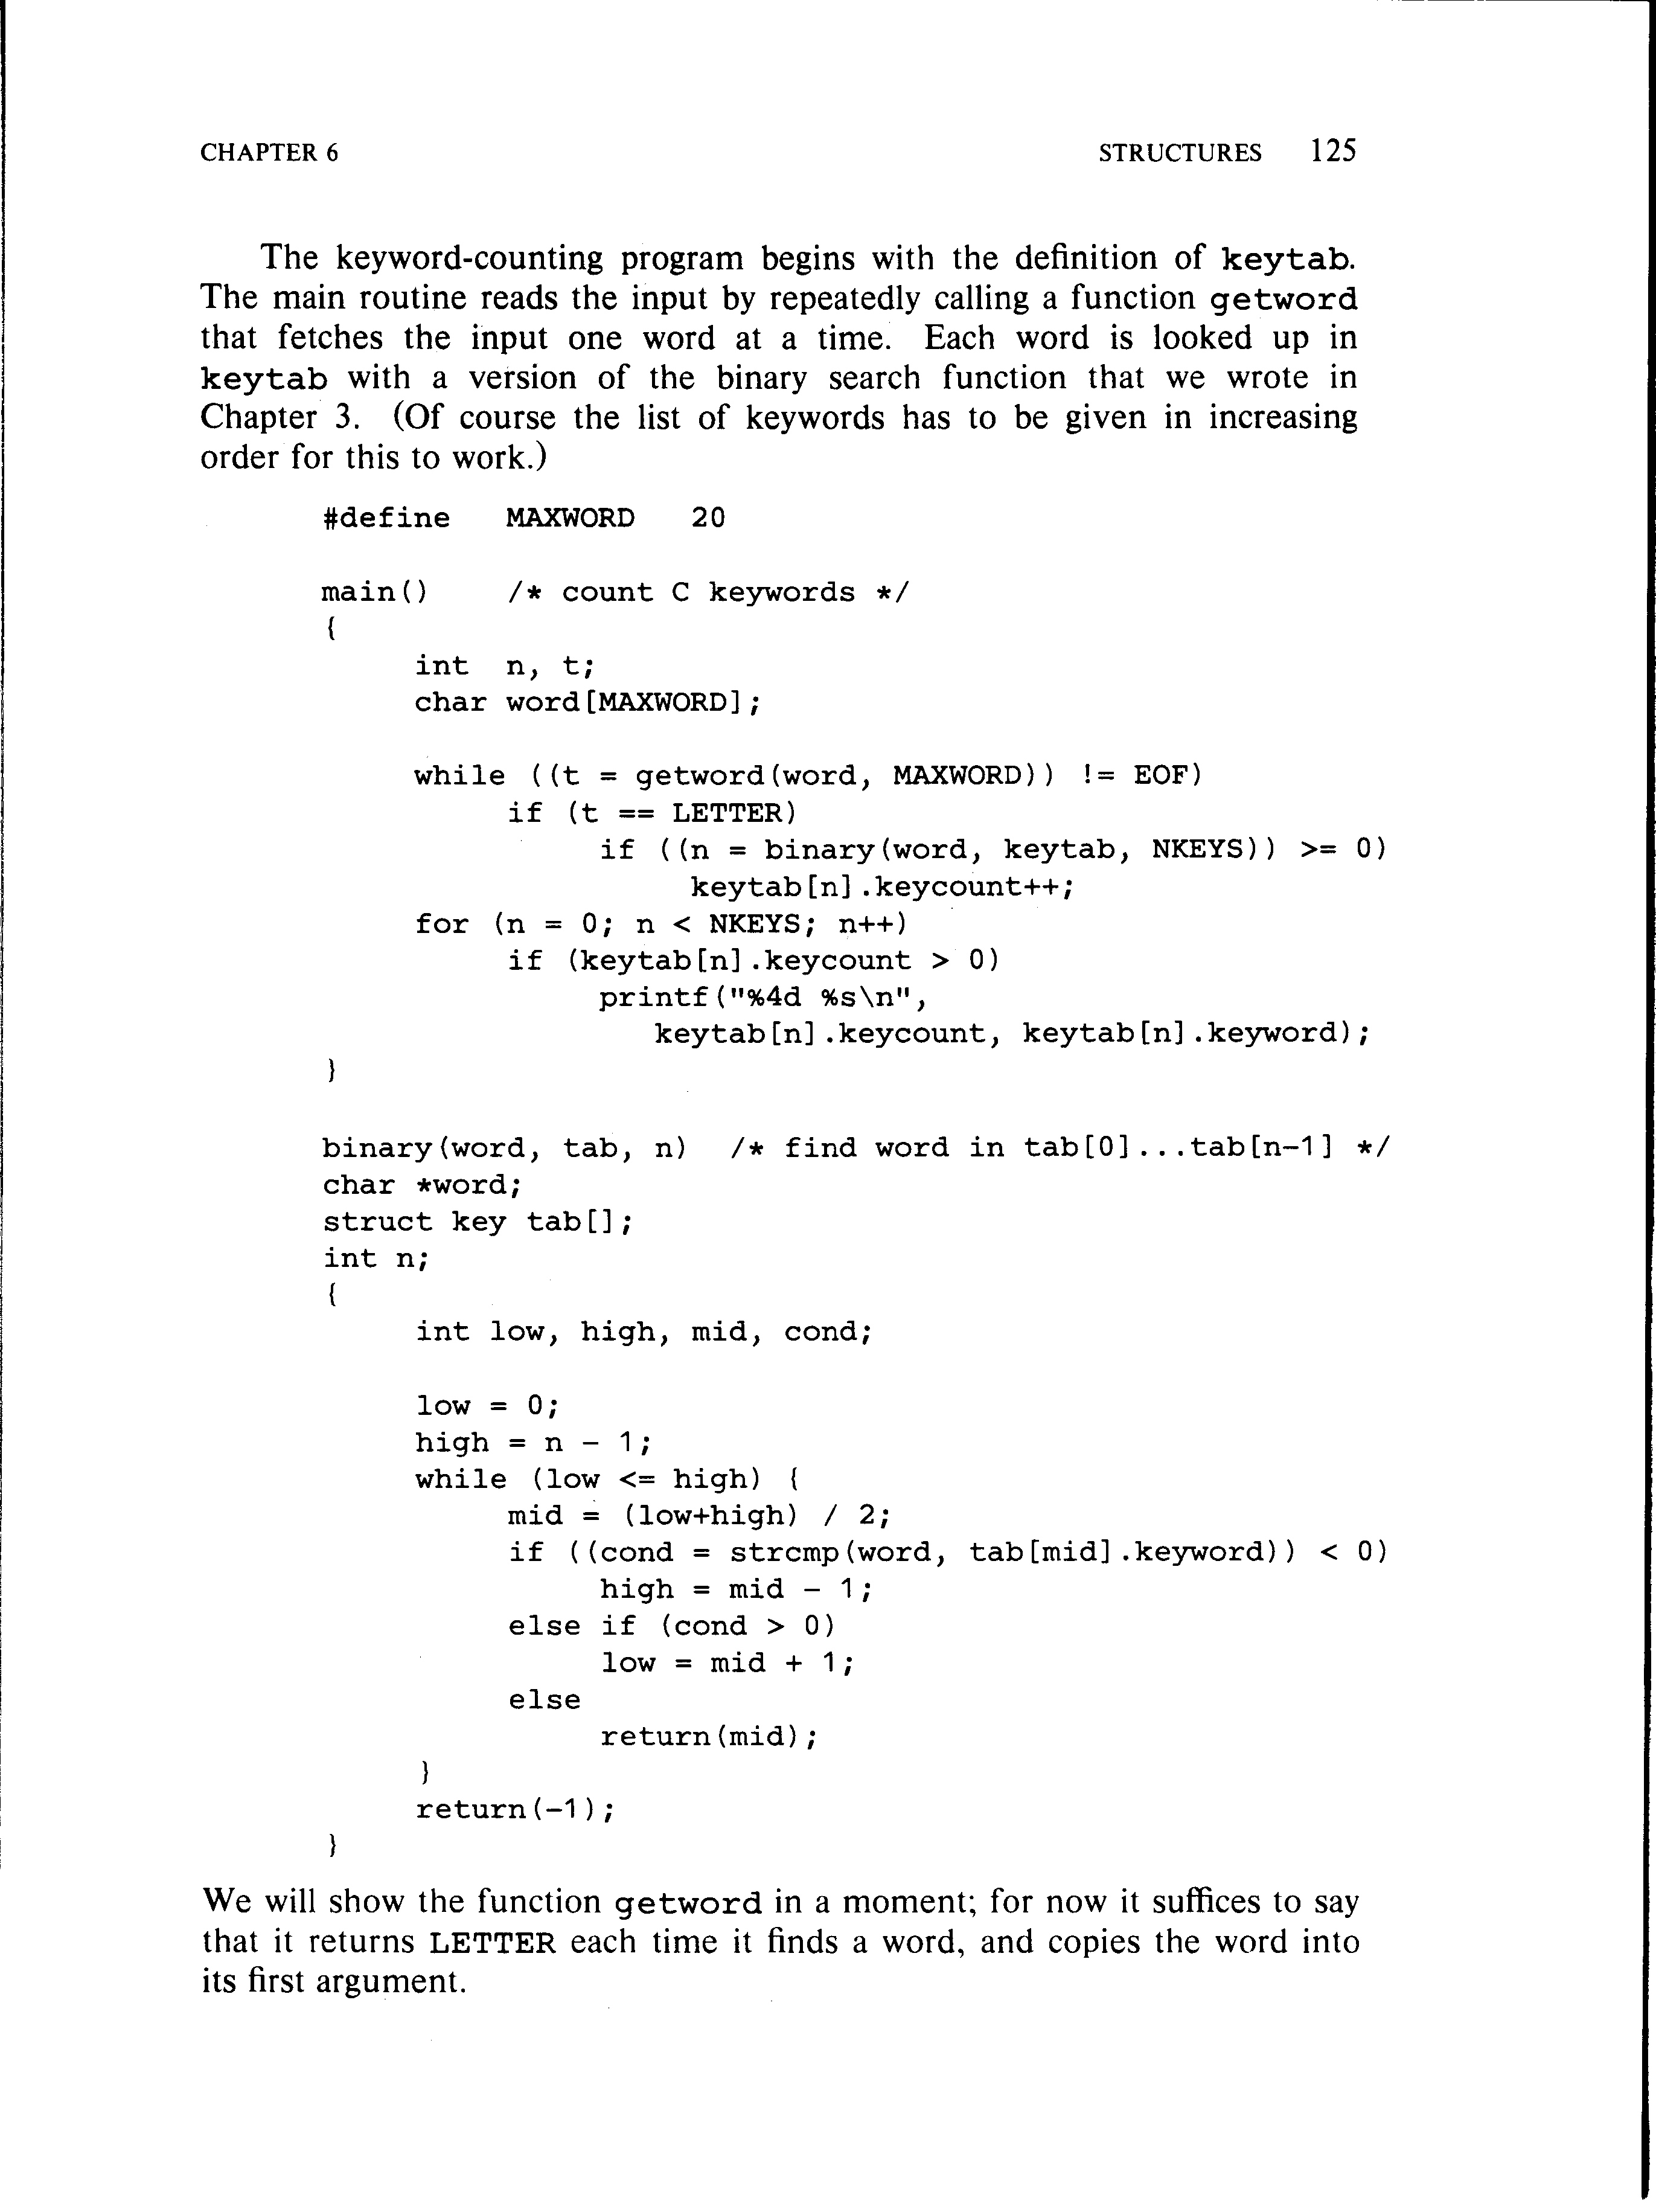 CHAPTER 6 STRUCTURES 125
The keyword-counting program begins with the definition of keytab.
The main routine reads the input by repeatedly calling a function getword
that fetches the input one word at a time. Each word is looked up in
keytab with a version of the binary search function that we wrote in
Chapter 3. (Of course the list of keywords has to be given in increasing
order for this to work.)
#define MAXWORD 20
main() /* count C keywords */
{
int n, t;
char word[MAXWORD];
while ((t = getword(word, MAXWORD)) != EOF)
if (t == LETTER)
if ((n = binary(word, keytab, NKEYS)) >= 0)
keytab[n].keycount++;
for (n = 0; n < NKEYS; n++)
if (keytab[n].keycount > 0)
printf("%4d %s\n",
keytab[n].keycount, keytab[n].keyword);
}
binary(word, tab, n) /* find word in tab[0]...tab[n-1] */
char *word;
struct key tab[];
int n;
{
int low, high, mid, cond;
low = 0;
high = n - 1;
while (low <= high) {
mid = (low+high) / 2;
if ((cond = strcmp(word, tab[mid].keyword)) < 0)
high = mid - 1;
else if (cond > 0)
low = mid + 1;
else
return(mid);
}
return(-1);
}
We will show the function getword in a moment; for now it suffices to say
that it returns LETTER each time it finds a word, and copies the word into
its first argument.